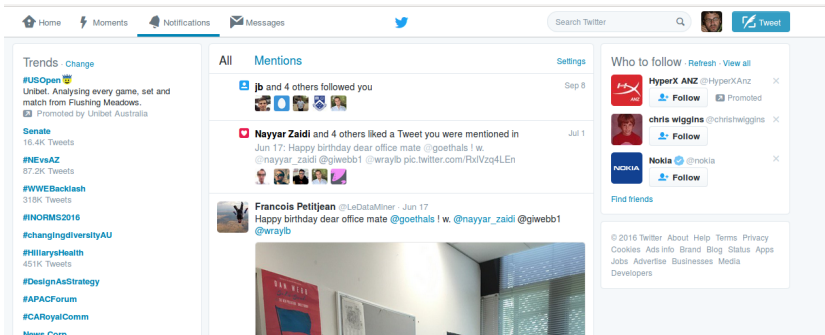 Home Moments Notifications Messages Search Twitter Tweet
Trends · Change
#USOpen
Unibet. Analysing every game, set and
match from Flushing Meadows.
Promoted by Unibet Australia
Senate
16.4K Tweets
#NEvsAZ
87.2K Tweets
#WWEBacklash
318K Tweets
#INORMS2016
#changingdiversityAU
#HillarysHealth
451K Tweets
#DesignAsStrategy
#APACForum
#CARoyalComm
News Corp
All Mentions Settings
jb and 4 others followed you Sep 8
Nayyar Zaidi and 4 others liked a Tweet you were mentioned in Jul 1
Jun 17: Happy birthday dear office mate @goethals ! w.
@nayyar_zaidi @giwebb1 @wraylb pic.twitter.com/RxlVzq4LEn
Francois Petitjean @LeDataMiner · Jun 17
Happy birthday dear office mate @goethals ! w. @nayyar_zaidi @giwebb1
@wraylb
Who to follow · Refresh · View all
HyperX ANZ @HyperXAnz
ANZ
Follow Promoted
chris wiggins @chrishwiggins
Follow
Nokia @nokia
NOKIA
Follow
Find friends
© 2016 Twitter About Help Terms Privacy
Cookies Ads info Brand Blog Status Apps
Jobs Advertise Businesses Media
Developers